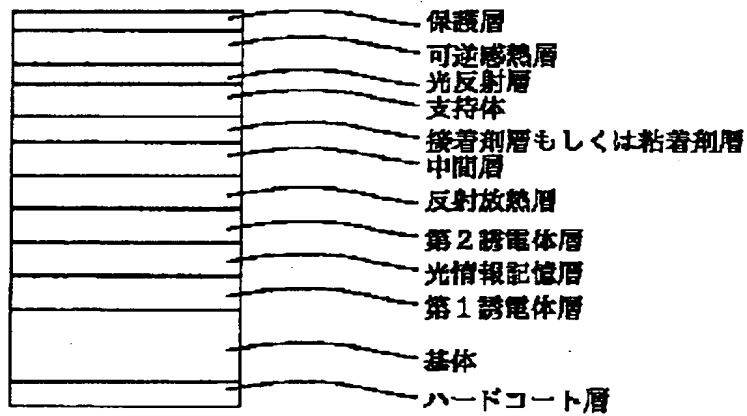 保護層
可逆感熱層
光反射層
支持体
接着剤層もしくは粘着剤層
中間層
反射放熱層
第２誘電体層
光情報記憶層
第１誘電体層
基体
ハードコート層